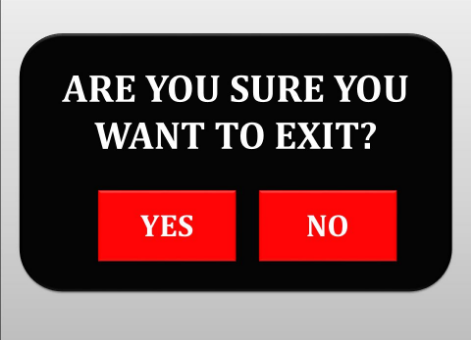 ARE YOU SURE YOU
WANT TO EXIT?
YES NO